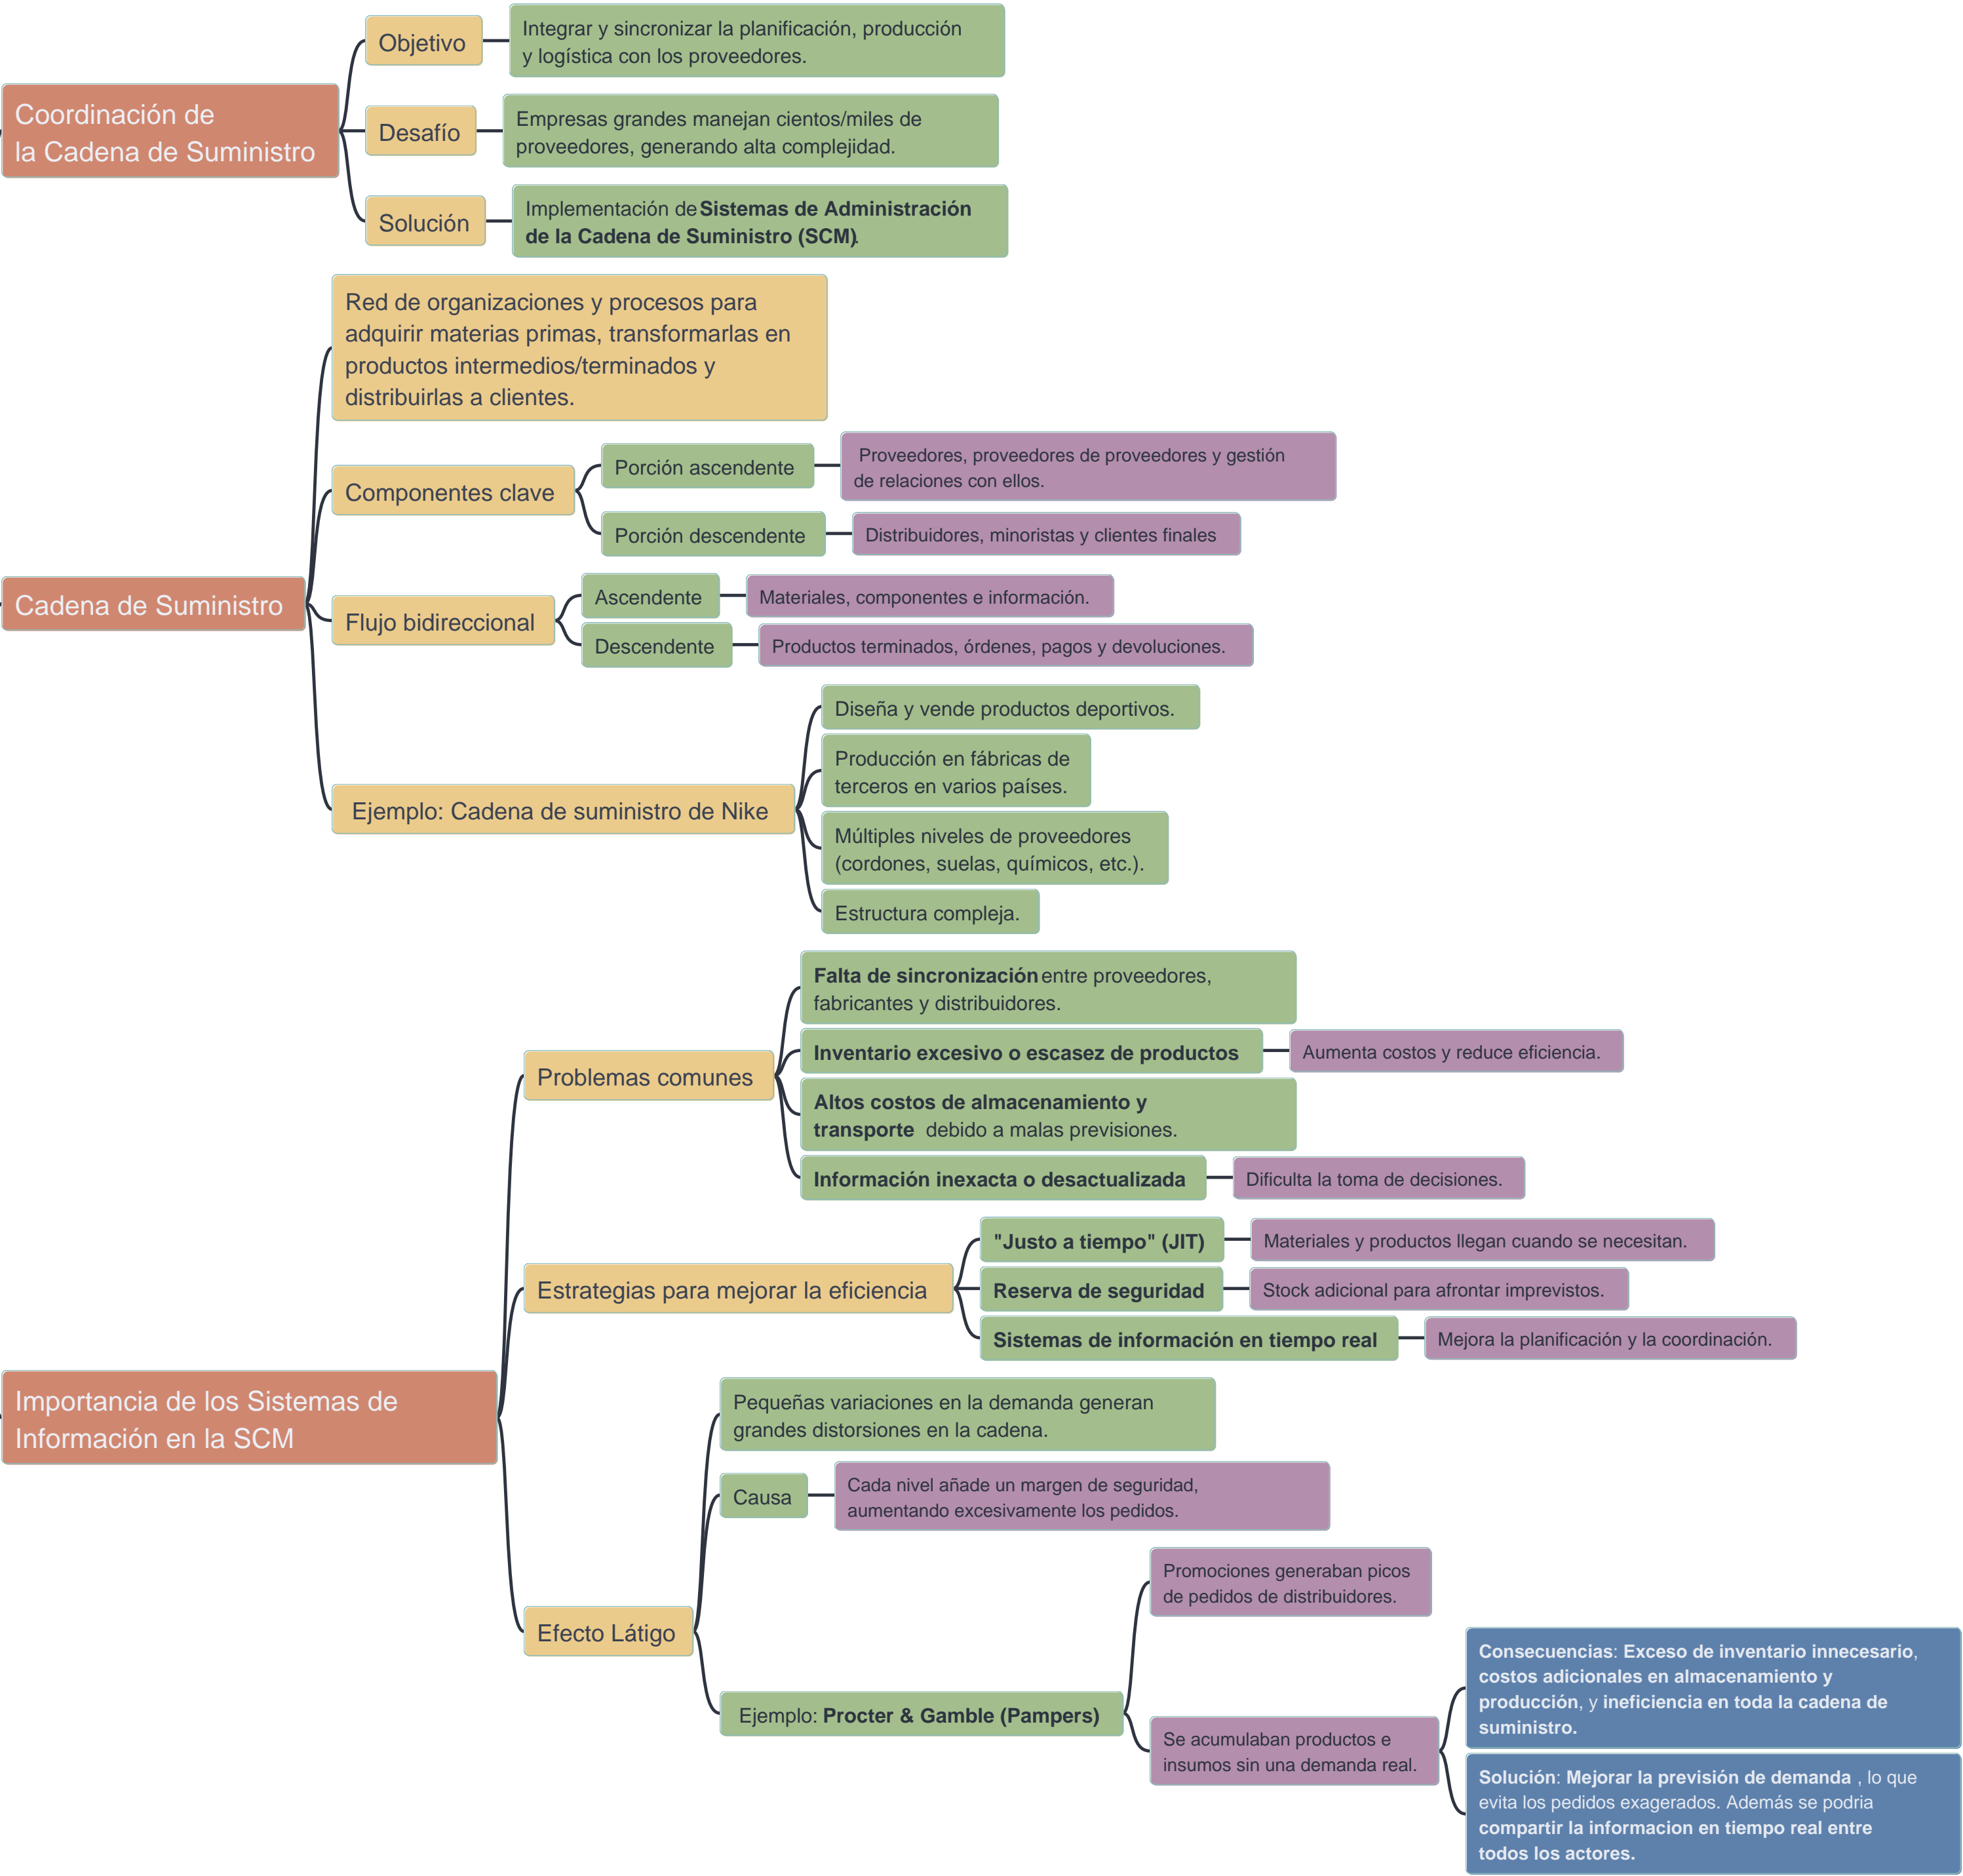 Coordinación de
la Cadena de Suministro
Objetivo
Integrar y sincronizar la planificación, producción
y logística con los proveedores.
Desafío
Empresas grandes manejan cientos/miles de
proveedores, generando alta complejidad.
Solución
Implementación de Sistemas de Administración
de la Cadena de Suministro (SCM).
Cadena de Suministro
Red de organizaciones y procesos para
adquirir materias primas, transformarlas en
productos intermedios/terminados y
distribuirlas a clientes.
Componentes clave
Porción ascendente
Proveedores, proveedores de proveedores y gestión
de relaciones con ellos.
Porción descendente
Distribuidores, minoristas y clientes finales
Flujo bidireccional
Ascendente
Materiales, componentes e información.
Descendente
Productos terminados, órdenes, pagos y devoluciones.
Ejemplo: Cadena de suministro de Nike
Diseña y vende productos deportivos.
Producción en fábricas de
terceros en varios países.
Múltiples niveles de proveedores
(cordones, suelas, químicos, etc.).
Estructura compleja.
Importancia de los Sistemas de
Información en la SCM
Problemas comunes
Falta de sincronización entre proveedores,
fabricantes y distribuidores.
Inventario excesivo o escasez de productos
Aumenta costos y reduce eficiencia.
Altos costos de almacenamiento y
transporte debido a malas previsiones.
Información inexacta o desactualizada
Dificulta la toma de decisiones.
Estrategias para mejorar la eficiencia
"Justo a tiempo" (JIT)
Materiales y productos llegan cuando se necesitan.
Reserva de seguridad
Stock adicional para afrontar imprevistos.
Sistemas de información en tiempo real
Mejora la planificación y la coordinación.
Efecto Látigo
Pequeñas variaciones en la demanda generan
grandes distorsiones en la cadena.
Causa
Cada nivel añade un margen de seguridad,
aumentando excesivamente los pedidos.
Ejemplo: Procter & Gamble (Pampers)
Promociones generaban picos
de pedidos de distribuidores.
Se acumulaban productos e
insumos sin una demanda real.
Consecuencias: Exceso de inventario innecesario,
costos adicionales en almacenamiento y
producción, y ineficiencia en toda la cadena de
suministro.
Solución: Mejorar la previsión de demanda , lo que
evita los pedidos exagerados. Además se podria
compartir la informacion en tiempo real entre
todos los actores.